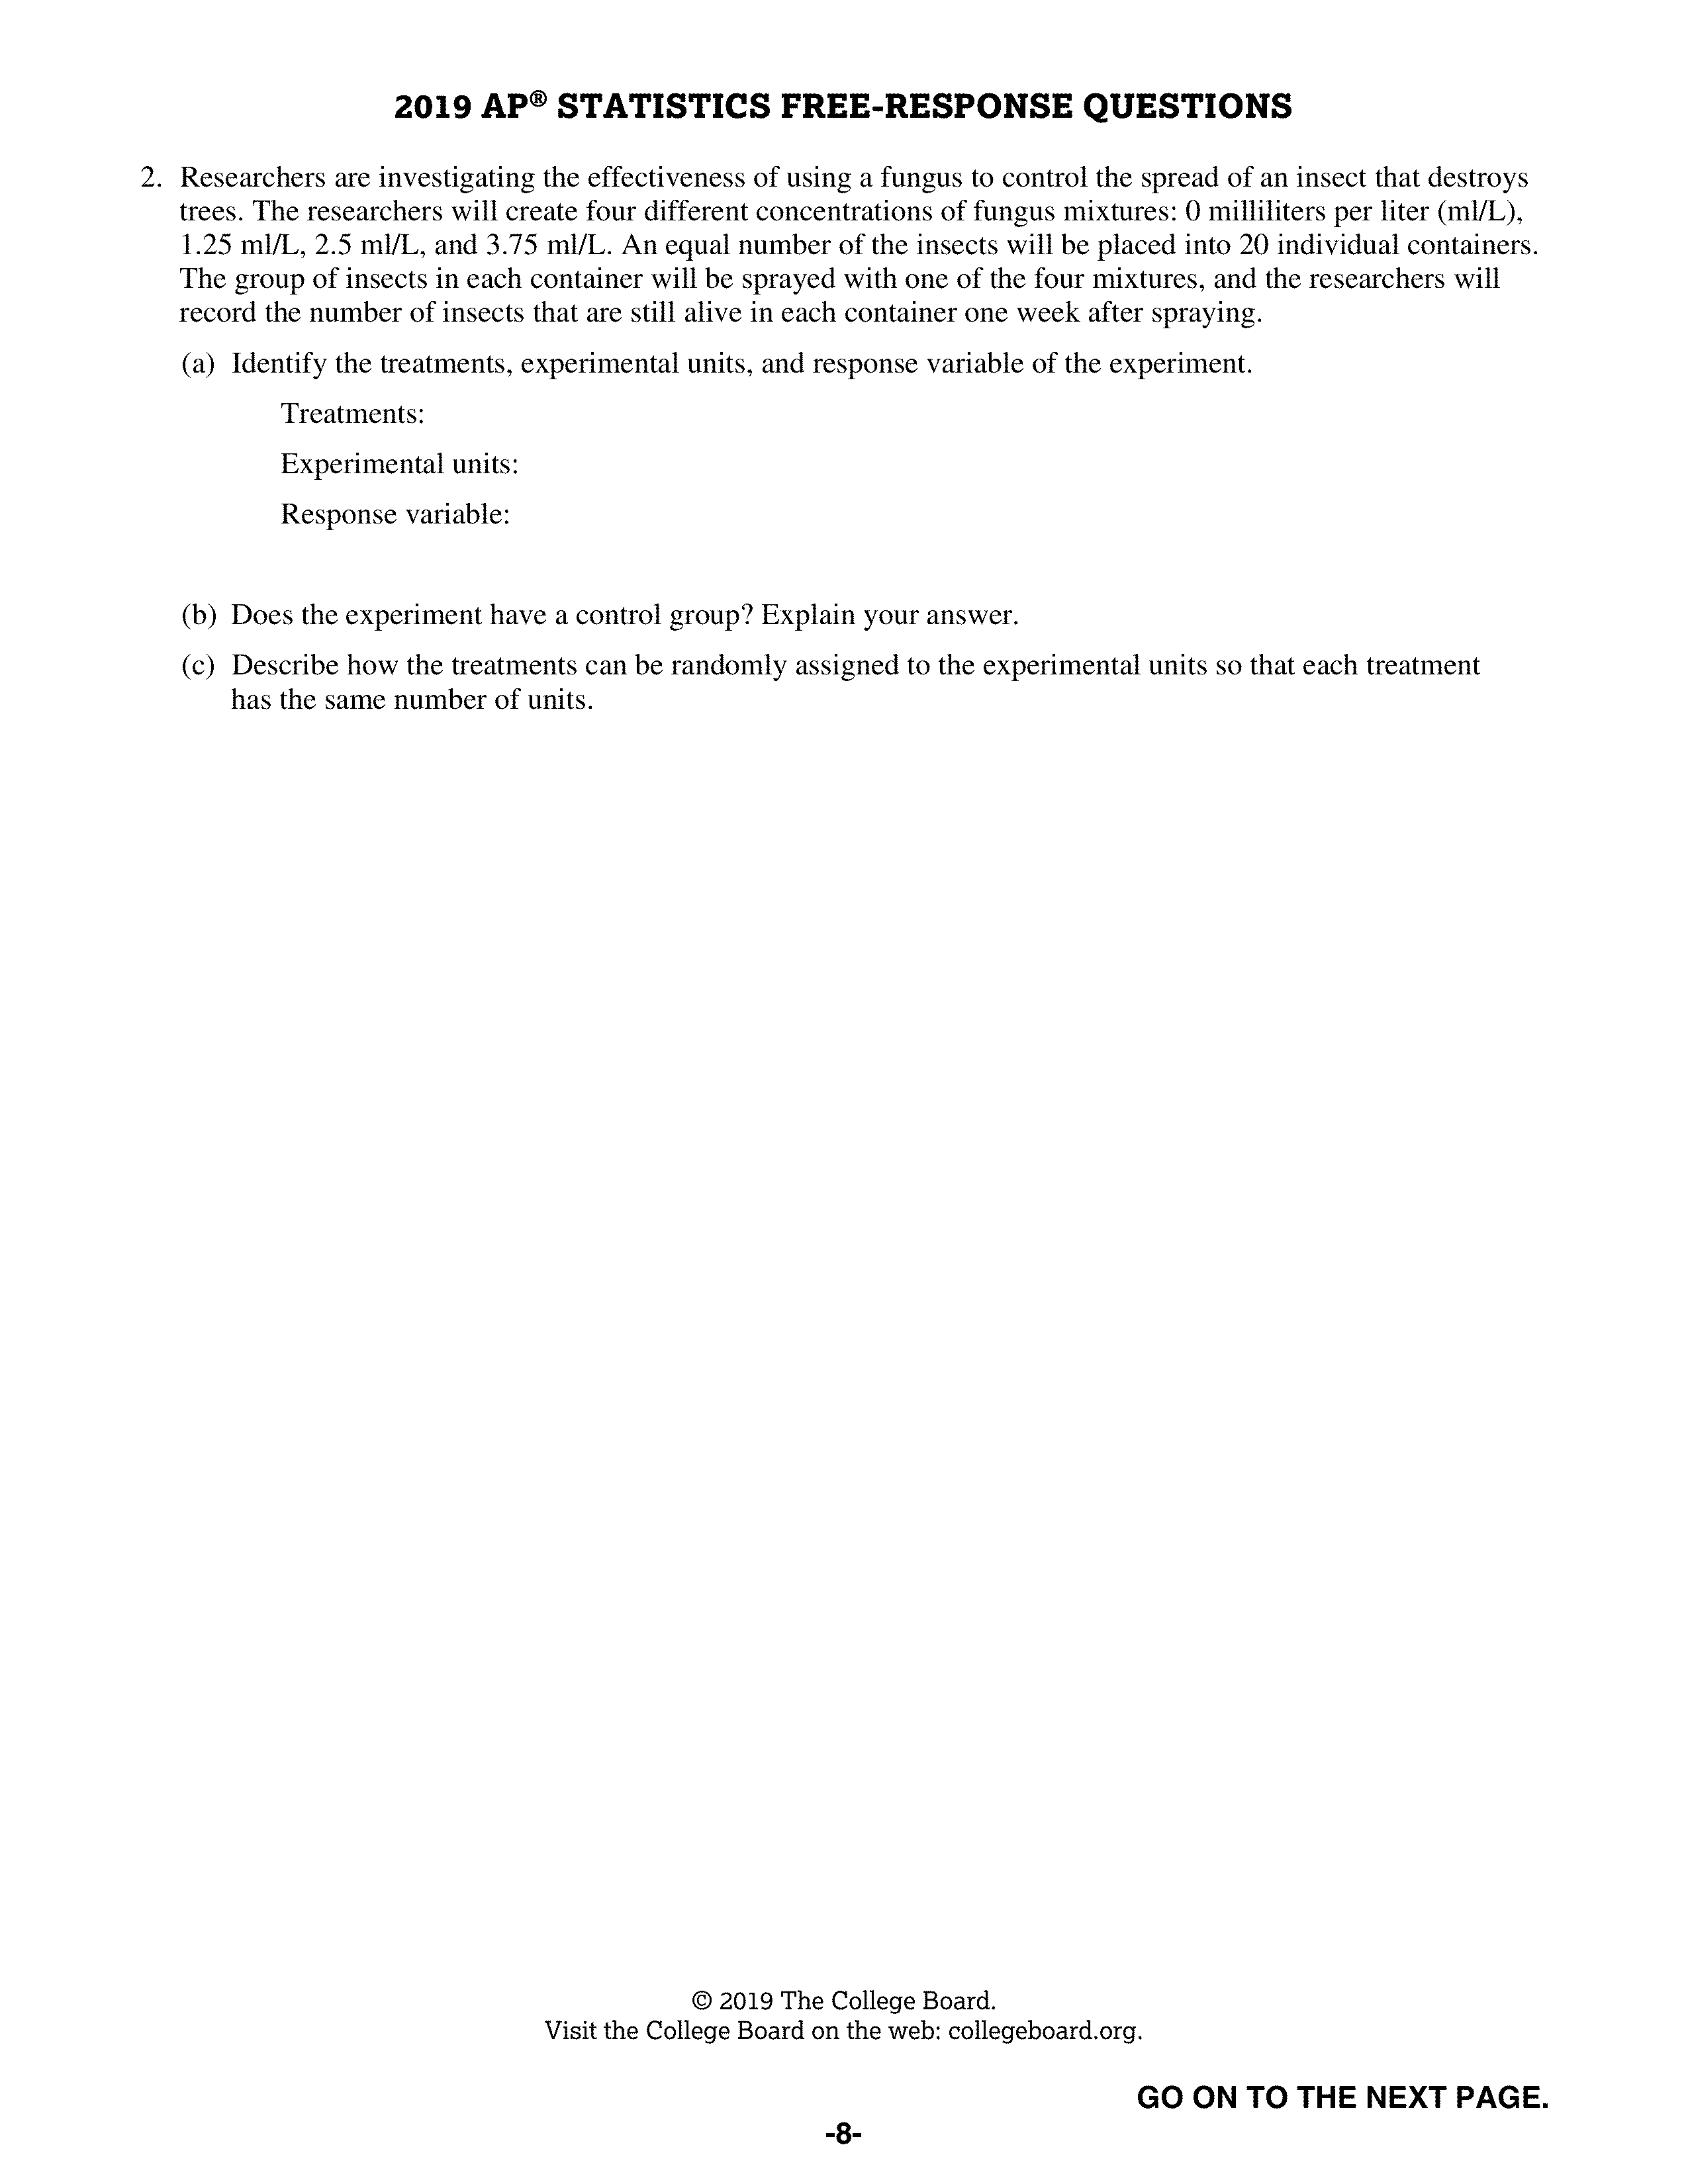 2019 AP® STATISTICS FREE-RESPONSE QUESTIONS
2. Researchers are investigating the effectiveness of using a fungus to control the spread of an insect that destroys
trees. The researchers will create four different concentrations of fungus mixtures: 0 milliliters per liter (ml/L),
1.25 ml/L, 2.5 ml/L, and 3.75 ml/L. An equal number of the insects will be placed into 20 individual containers.
The group of insects in each container will be sprayed with one of the four mixtures, and the researchers will
record the number of insects that are still alive in each container one week after spraying.
(a) Identify the treatments, experimental units, and response variable of the experiment.
Treatments:
Experimental units:
Response variable:
(b) Does the experiment have a control group? Explain your answer.
(c) Describe how the treatments can be randomly assigned to the experimental units so that each treatment
has the same number of units.
© 2019 The College Board.
Visit the College Board on the web: collegeboard.org.
GO ON TO THE NEXT PAGE.
-8-